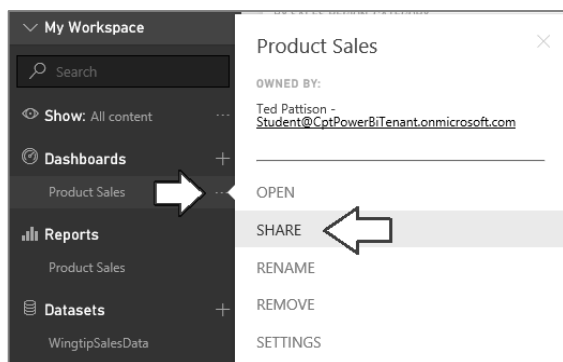 My Workspace
Search
Show: All content
Dashboards
Product Sales
Reports
Product Sales
Datasets
WingtipSalesData
Product Sales
OWNED BY:
Ted Pattison -
Student@CptPowerBiTenant.onmicrosoft.com
OPEN
SHARE
RENAME
REMOVE
SETTINGS